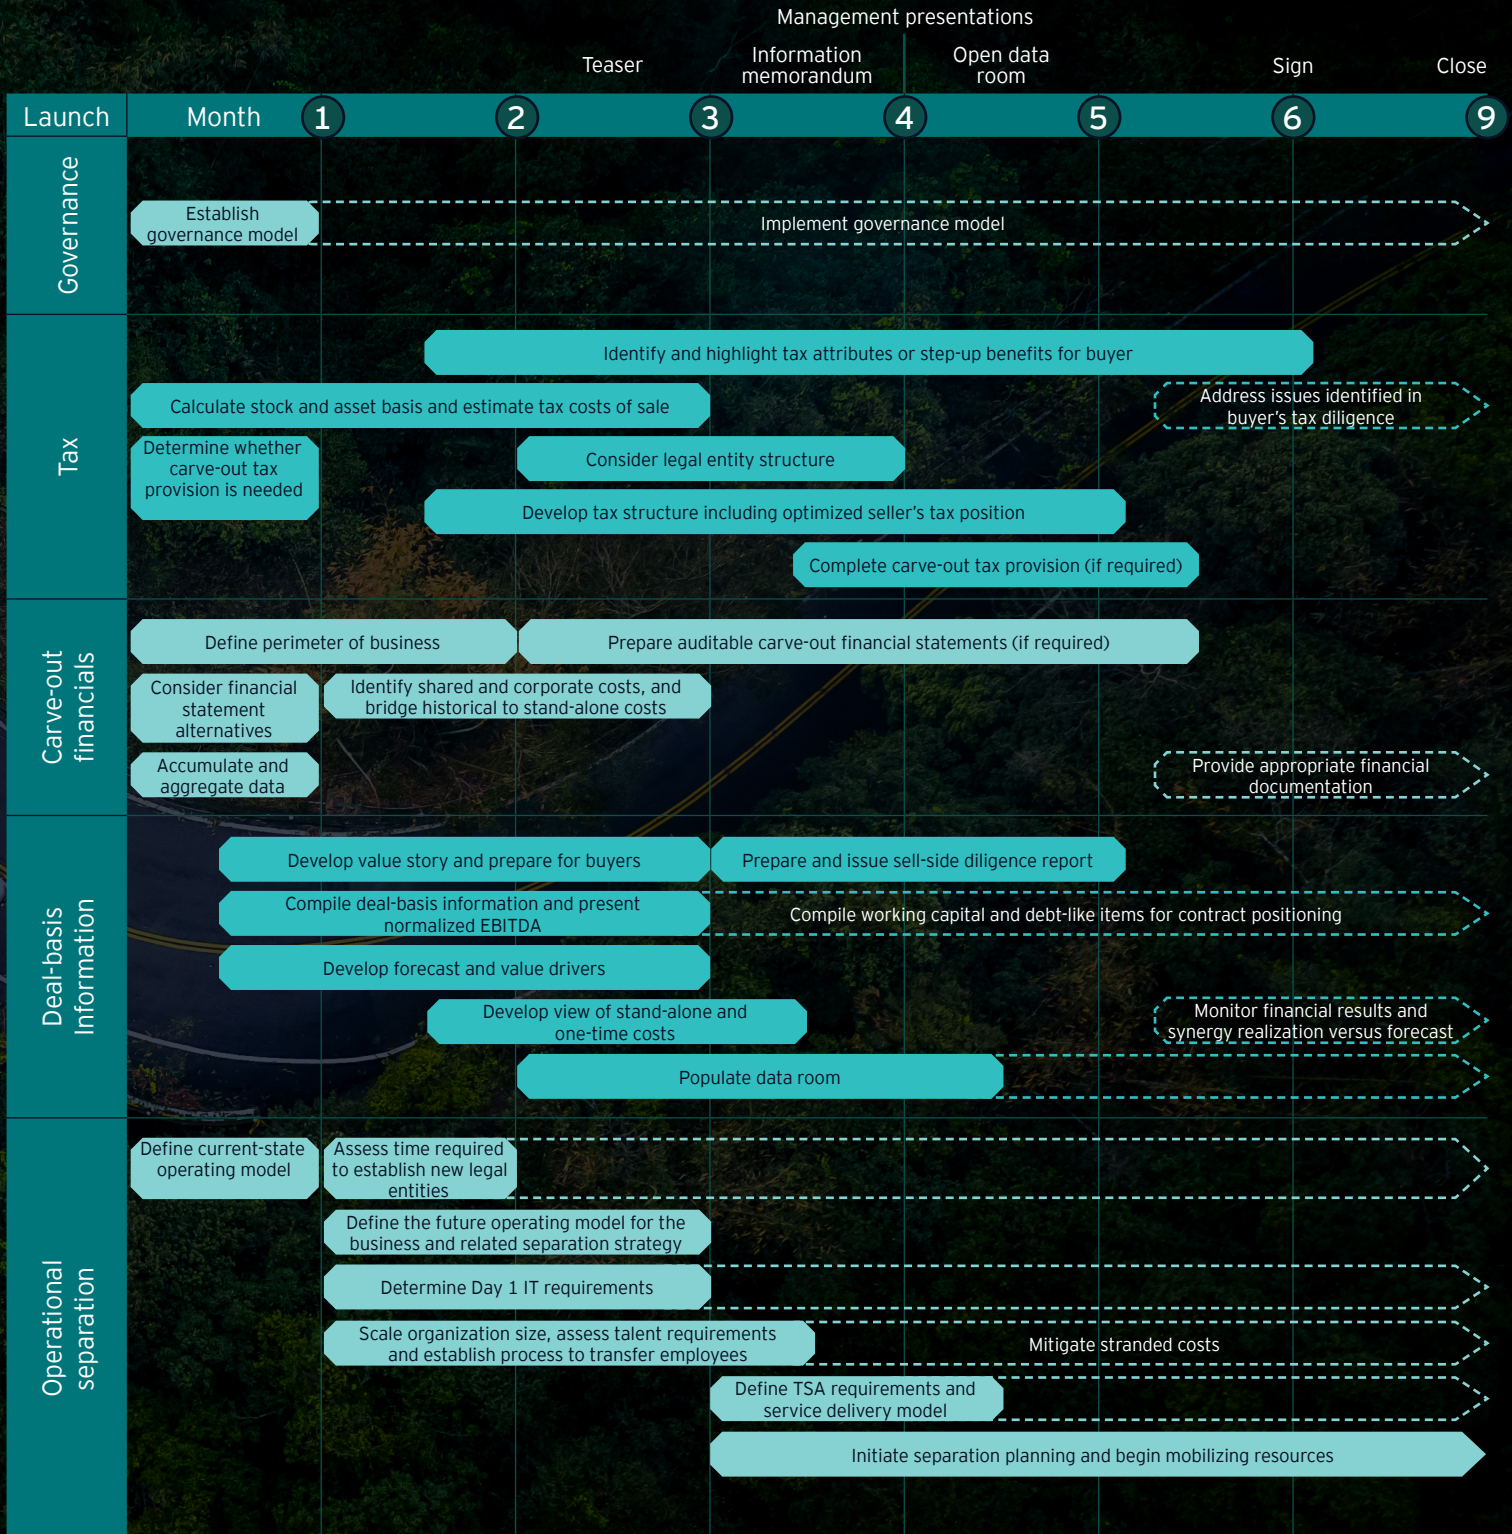 Management presentations
Teaser
Information
memorandum
Open data
room
Sign
Close
Launch
Month
1
2
3
4
5
6
9
Governance
Establish
governance model
Implement governance model
Tax
Identify and highlight tax attributes or step-up benefits for buyer
Calculate stock and asset basis and estimate tax costs of sale
Address issues identified in
buyer’s tax diligence
Determine whether
carve-out tax
provision is needed
Consider legal entity structure
Develop tax structure including optimized seller’s tax position
Complete carve-out tax provision (if required)
Carve-out
financials
Define perimeter of business
Prepare auditable carve-out financial statements (if required)
Consider financial
statement
alternatives
Identify shared and corporate costs, and
bridge historical to stand-alone costs
Accumulate and
aggregate data
Provide appropriate financial
documentation
Deal-basis
Information
Develop value story and prepare for buyers
Prepare and issue sell-side diligence report
Compile deal-basis information and present
normalized EBITDA
Compile working capital and debt-like items for contract positioning
Develop forecast and value drivers
Develop view of stand-alone and
one-time costs
Monitor financial results and
synergy realization versus forecast
Populate data room
Operational
separation
Define current-state
operating model
Assess time required
to establish new legal
entities
Define the future operating model for the
business and related separation strategy
Determine Day 1 IT requirements
Scale organization size, assess talent requirements
and establish process to transfer employees
Mitigate stranded costs
Define TSA requirements and
service delivery model
Initiate separation planning and begin mobilizing resources